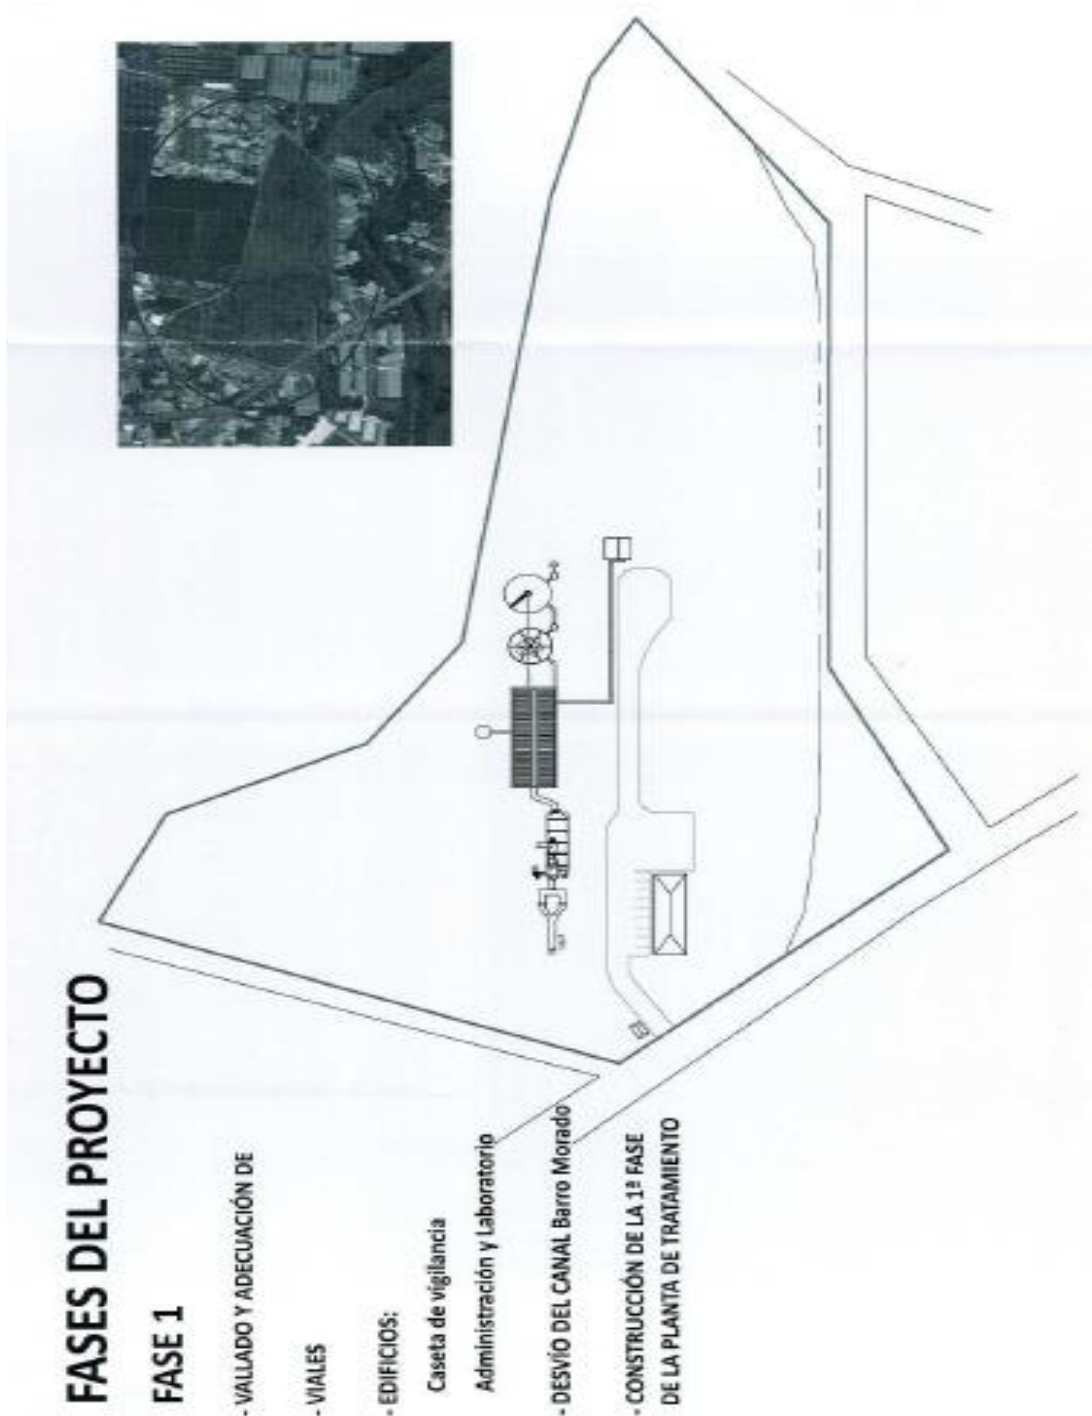 FASES DEL PROYECTO
FASE 1
- VALLADO Y ADECUACIÓN DE
- VIALES
- EDIFICIOS:
Caseta de vigilancia
Administración y Laboratorio
- DESVÍO DEL CANAL Barro Morado
- CONSTRUCCIÓN DE LA 1ª FASE
DE LA PLANTA DE TRATAMIENTO